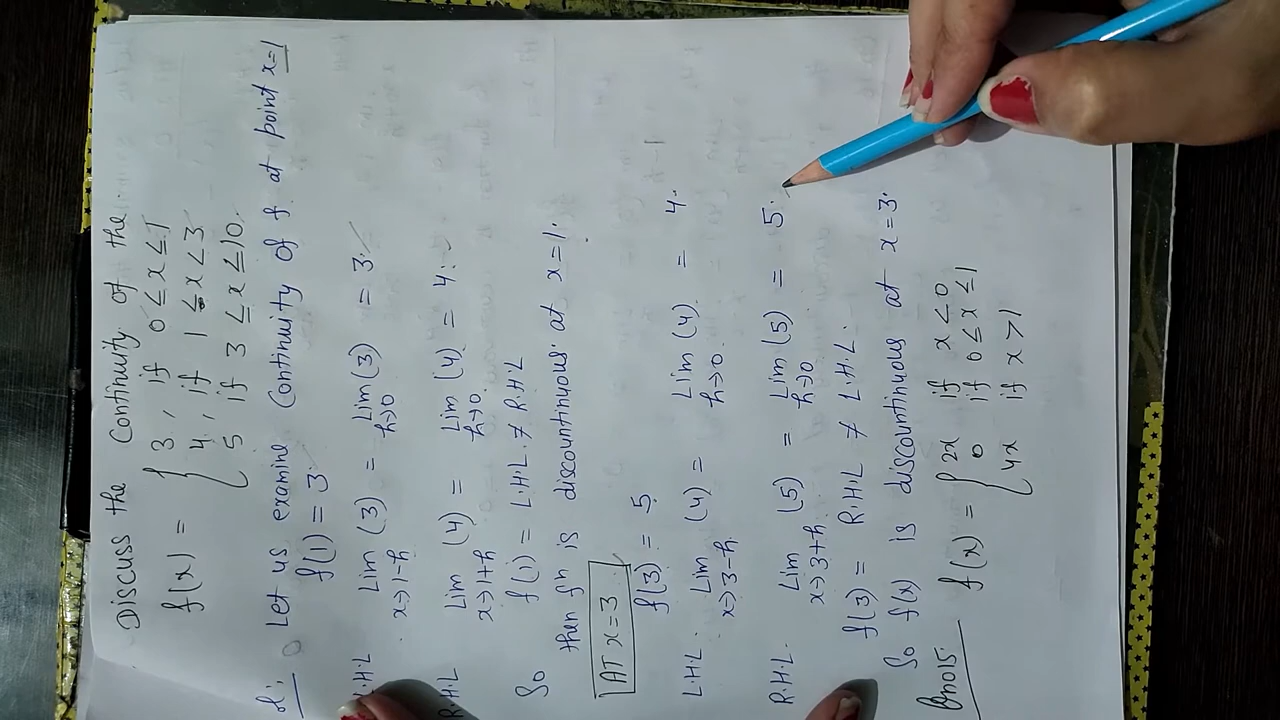 Discuss the Continuity of the.
f(x) = { 3, if 0 ≤ x ≤ 1
4, if 1 ≤ x < 3
5 if 3 ≤ x ≤ 10.
Let us examine Continuity of f at point x=1
f(1) = 3.
L.H.L Lim x→1-h (3) = Lim h→0 (3) = 3.
R.H.L Lim x→1+h (4) = Lim h→0. (4) = 4.
So f(1) = L.H.L. ≠ R.H.L
then fn is discountinuous at x=1.
AT x=3
f(3) = 5
L.H.L. Lim x→3-h (4) = Lim h→0. (4) = 4.
R.H.L. Lim x→3+h (5) = Lim h→0 (5) = 5.
f(3) = R.H.L ≠ L.H.L.
So f(x) is discountinous at x=3.
Qno15. f(x) = { 2x if x<0
0 if 0≤x≤1
4x if x>1